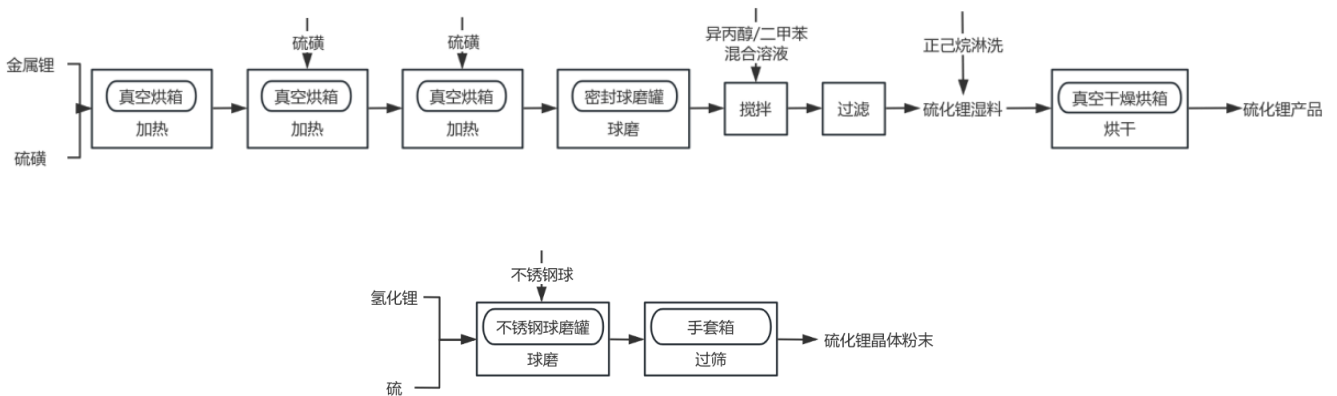 金属锂
硫磺
真空烘箱
加热
硫磺
真空烘箱
加热
硫磺
真空烘箱
加热
密封球磨罐
球磨
异丙醇/二甲苯
混合溶液
搅拌
过滤
正己烷淋洗
硫化锂湿料
真空干燥烘箱
烘干
硫化锂产品
氢化锂
硫
不锈钢球
不锈钢球磨罐
球磨
手套箱
过筛
硫化锂晶体粉末